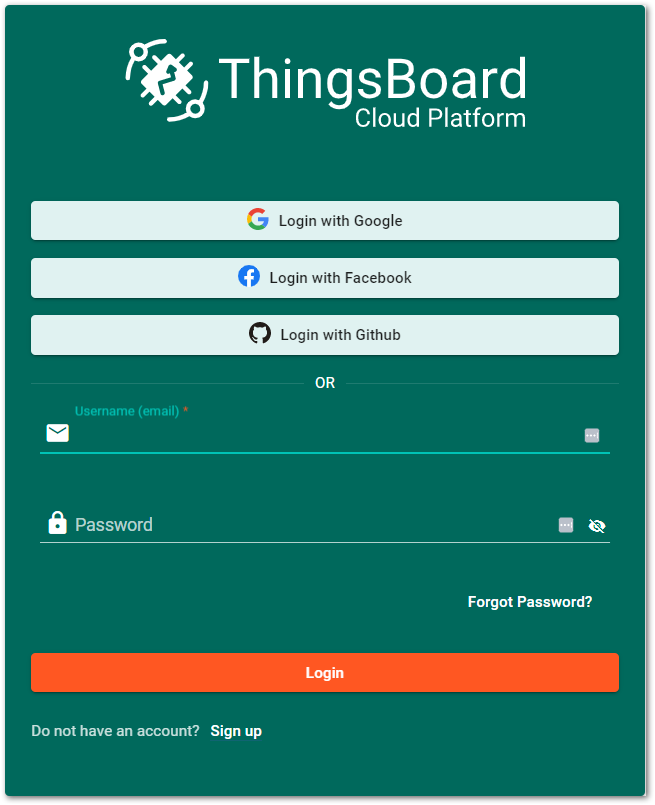 ThingsBoard
Cloud Platform
Login with Google
Login with Facebook
Login with Github
OR
Username (email) *
Password
Forgot Password?
Login
Do not have an account? Sign up